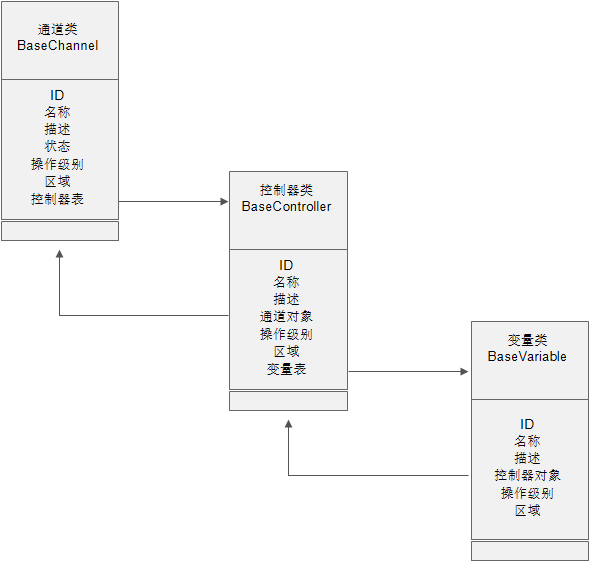 通道类
BaseChannel
ID
名称
描述
状态
操作级别
区域
控制器表
控制器类
BaseController
ID
名称
描述
通道对象
操作级别
区域
变量表
变量类
BaseVariable
ID
名称
描述
控制器对象
操作级别
区域